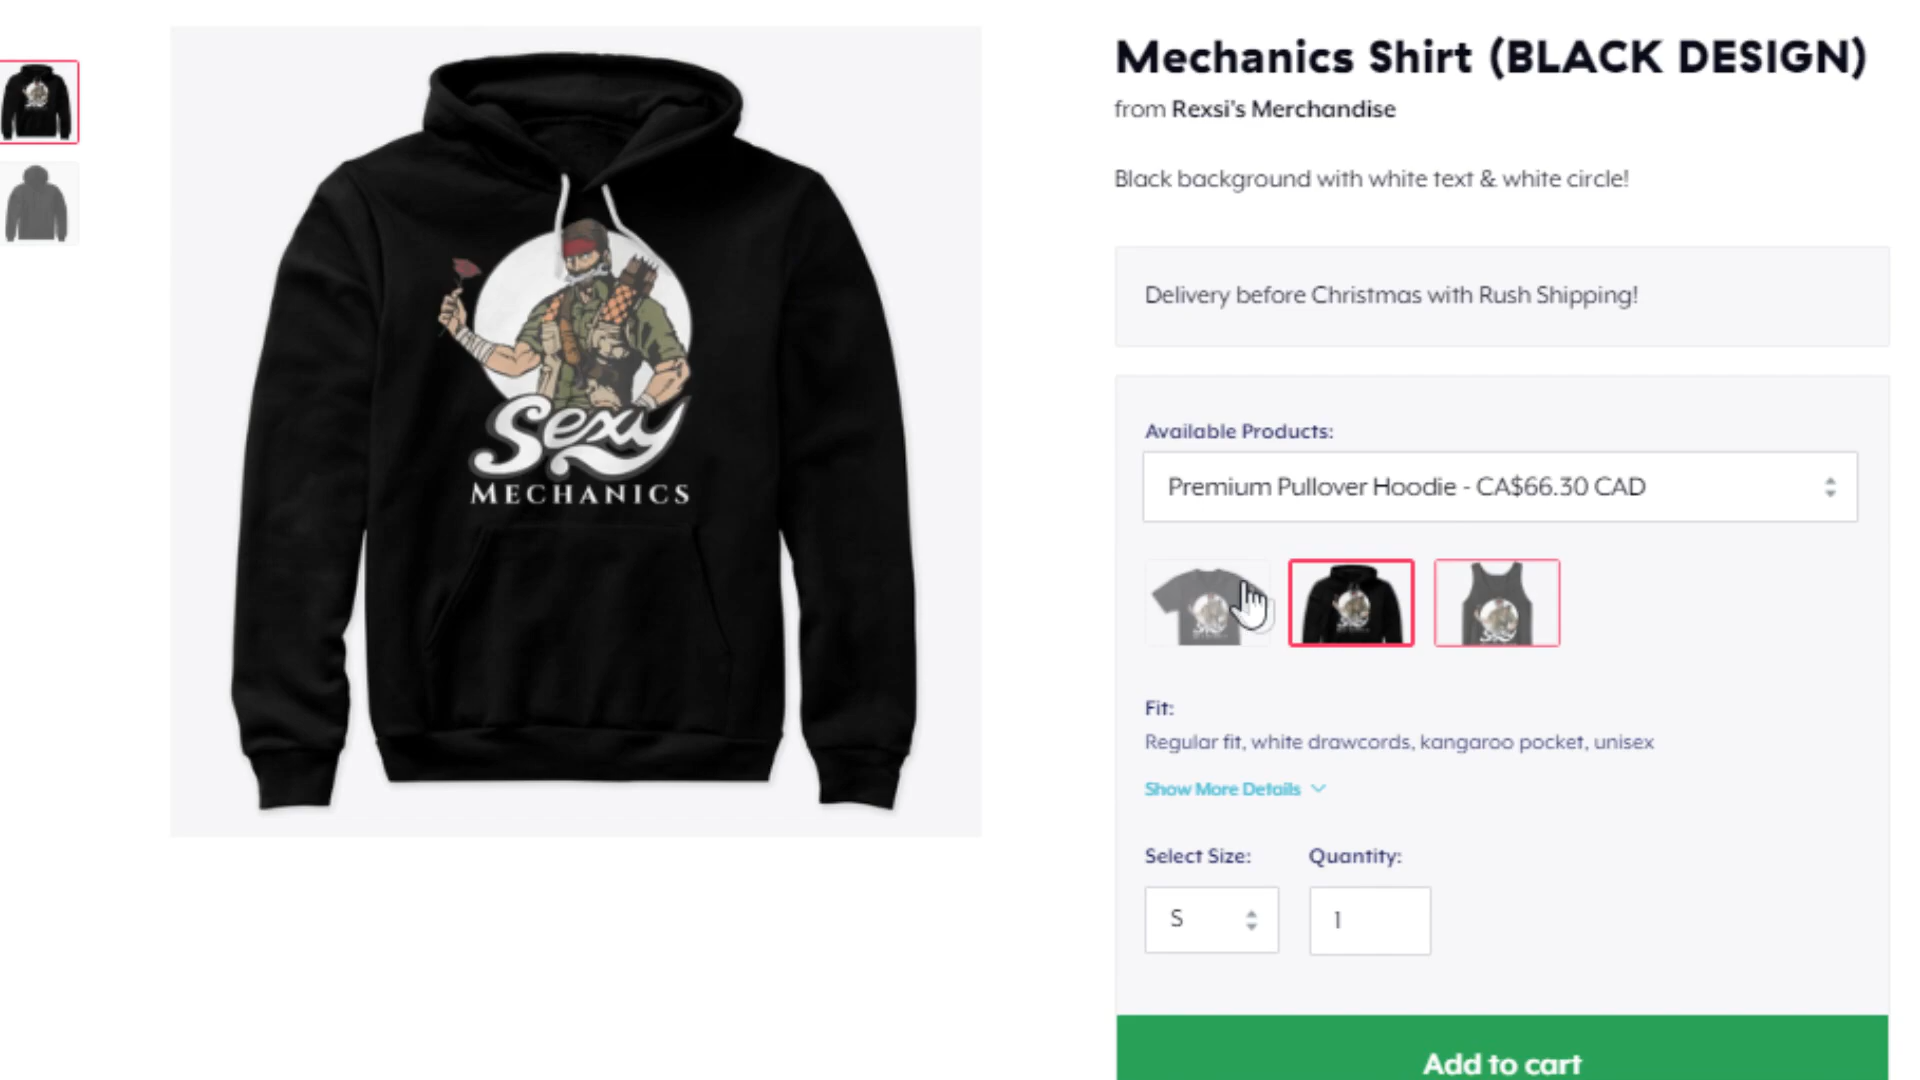 Mechanics Shirt (BLACK DESIGN)
from Rexsi's Merchandise
Black background with white text & white circle!
Delivery before Christmas with Rush Shipping!
Available Products:
Premium Pullover Hoodie - CA$66.30 CAD
Fit:
Regular fit, white drawcords, kangaroo pocket, unisex
Show More Details
Select Size:
Quantity:
S
1
Add to cart
Sexy
MECHANICS